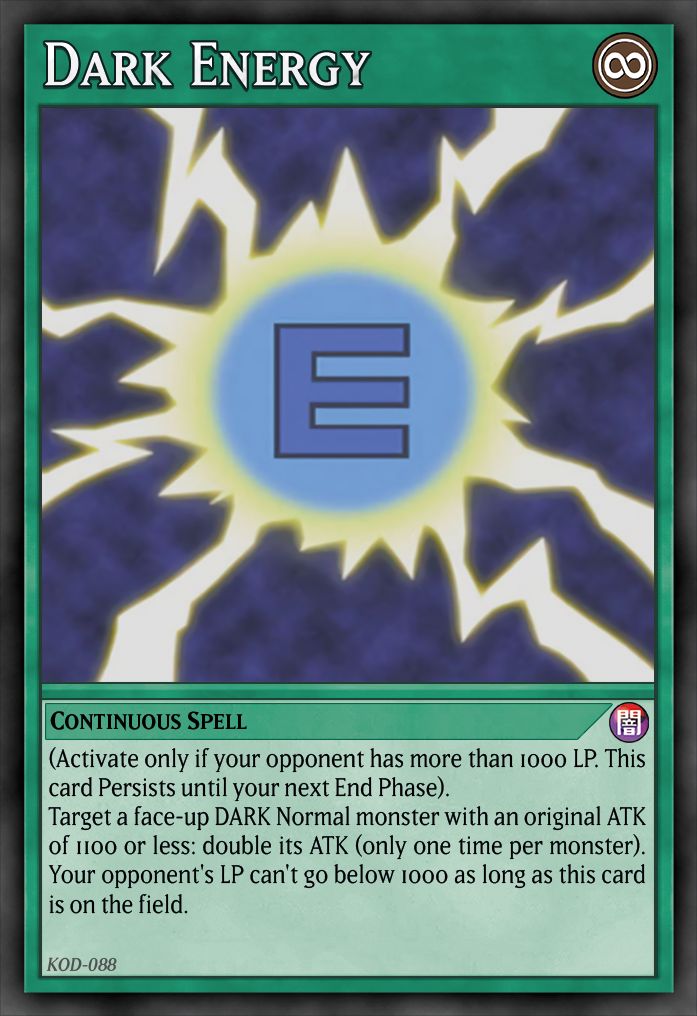 Dark Energy
E
Continuous Spell
闇
(Activate only if your opponent has more than 1000 LP. This
card Persists until your next End Phase).
Target a face-up DARK Normal monster with an original ATK
of 1100 or less: double its ATK (only one time per monster).
Your opponent's LP can't go below 1000 as long as this card
is on the field.
KOD-088